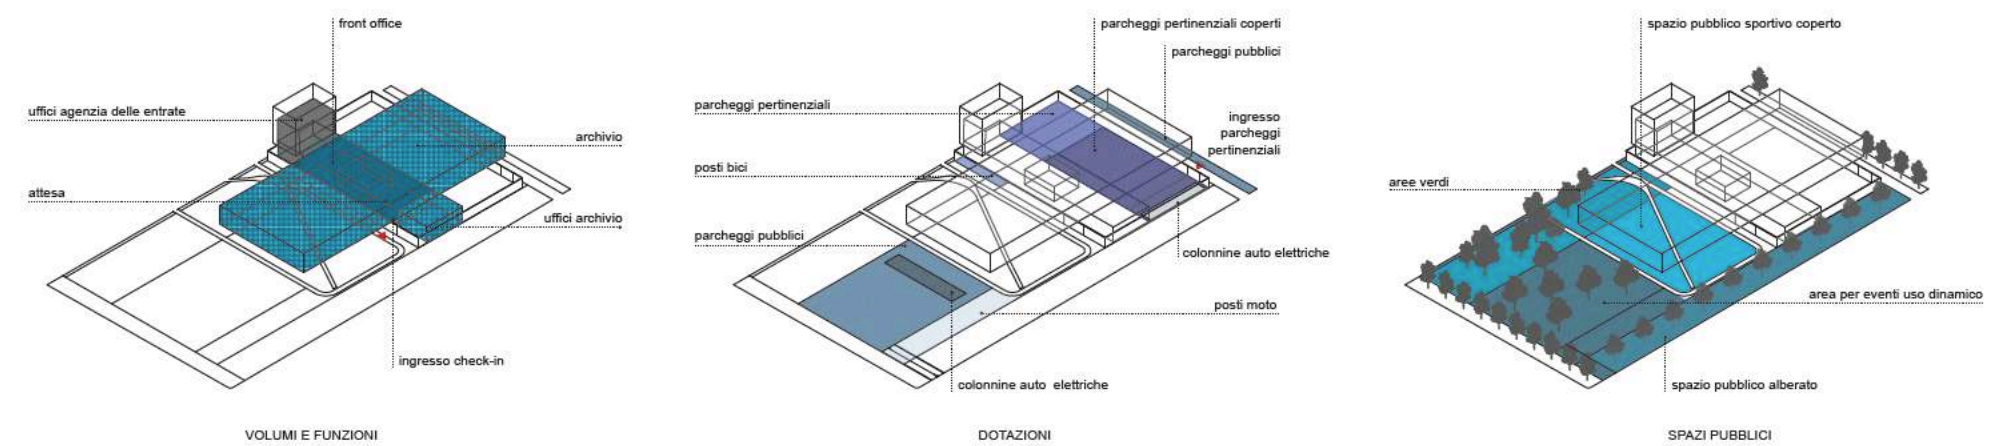 front office
uffici agenzia delle entrate
archivio
attesa
uffici archivio
ingresso check-in
VOLUMI E FUNZIONI
parcheggi pertinenziali coperti
parcheggi pubblici
parcheggi pertinenziali
ingresso
parcheggi
pertinenziali
posti bici
parcheggi pubblici
colonnine auto elettriche
posti moto
colonnine auto elettriche
DOTAZIONI
spazio pubblico sportivo coperto
aree verdi
area per eventi uso dinamico
spazio pubblico alberato
SPAZI PUBBLICI